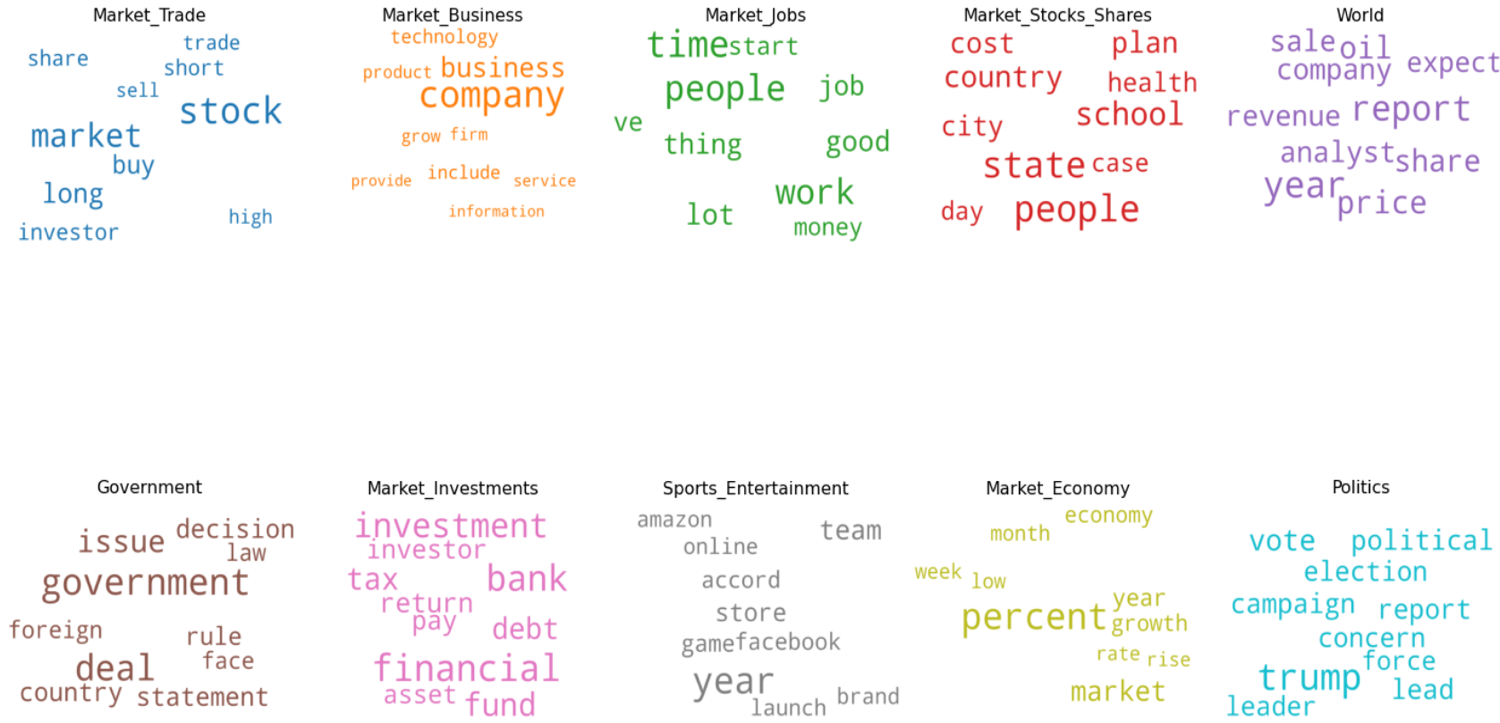 Market_Trade
trade
share
short
sell
stock
market
buy
long
high
investor
Market_Business
technology
product business
company
grow firm
provide include service
information
Market_Jobs
time start
people job
ve
thing good
work
lot
money
Market_Stocks_Shares
cost plan
country health
school
city
state case
day people
World
sale oil
company expect
revenue report
analyst share
year price
Government
issue decision
law
government
foreign rule
deal face
country statement
Market_Investments
investment
investor
tax bank
return
pay debt
financial
asset fund
Sports_Entertainment
amazon team
online
accord
store
game facebook
year
launch brand
Market_Economy
economy
month
week low
percent year
growth
rate rise
market
Politics
vote political
election
campaign report
concern
force
trump lead
leader